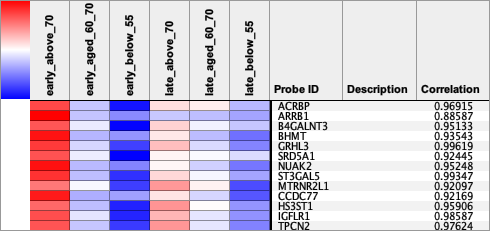 early_above_70
early_aged_60_70
early_below_55
late_above_70
late_aged_60_70
late_below_55
Probe ID Description Correlation
ACRBP 0.96915
ARRB1 0.88587
B4GALNT3 0.95133
BHMT 0.93543
GRHL3 0.99619
SRD5A1 0.92445
NUAK2 0.95248
ST3GAL5 0.99347
MTRNR2L1 0.92097
CCDC77 0.92169
HS3ST1 0.95906
IGFLR1 0.98587
TPCN2 0.97624